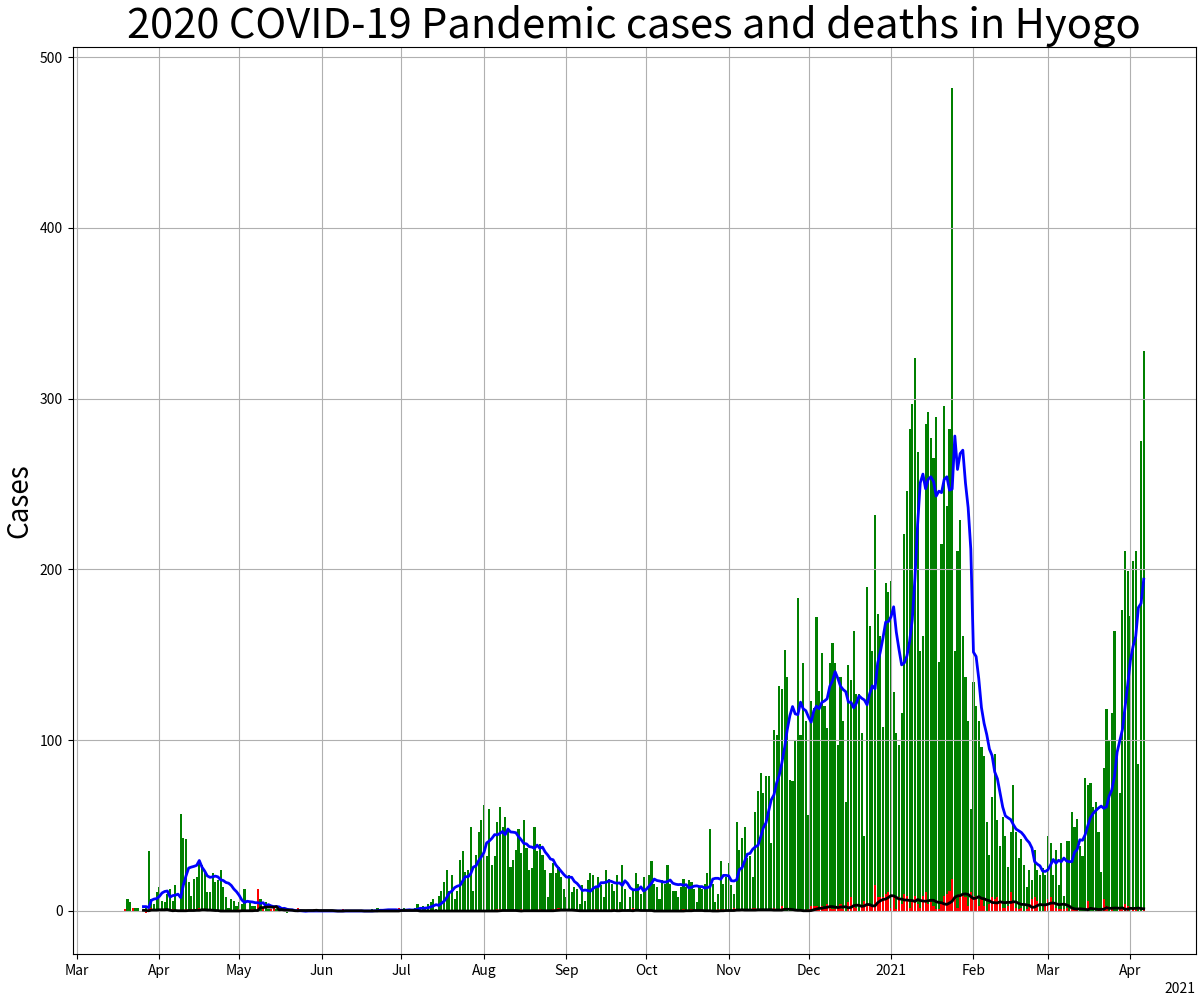 2020 COVID-19 Pandemic cases and deaths in Hyogo
Cases
500
400
300
200
100
0
Mar Apr May Jun Jul Aug Sep Oct Nov Dec 2021 Feb Mar Apr
2021